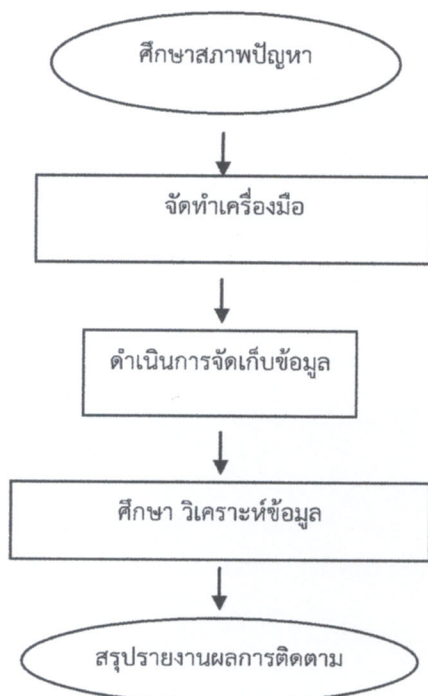 ศึกษาสภาพปัญหา
จัดทำเครื่องมือ
ดำเนินการจัดเก็บข้อมูล
ศึกษา วิเคราะห์ข้อมูล
สรุปรายงานผลการติดตาม